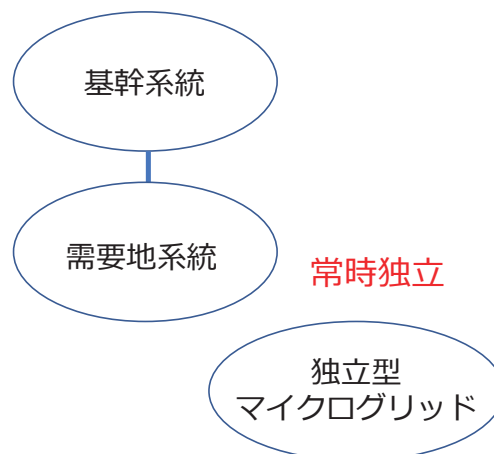 基幹系統
需要地系統
常時独立
独立型
マイクログリッド